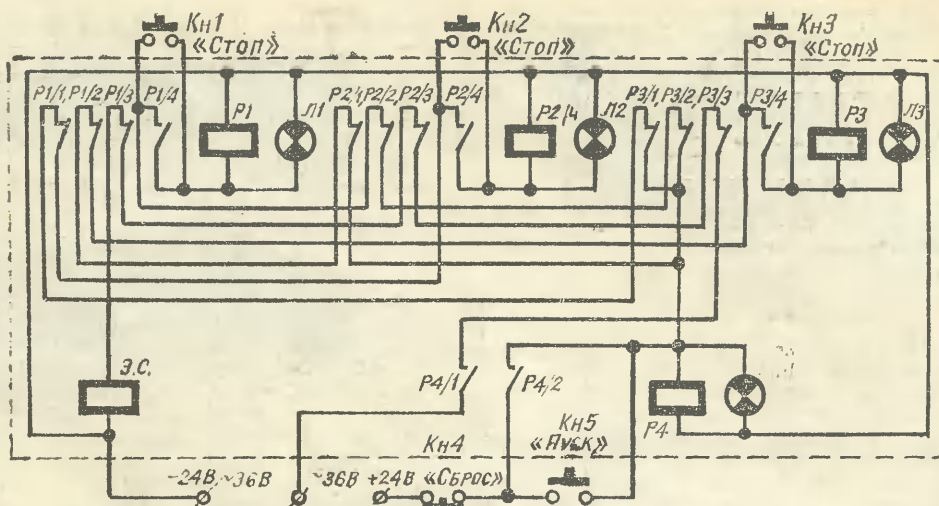 Кн1
«Стоп»
Кн2
«Стоп»
Кн3
«Стоп»
Р1/1, Р1/2, Р1/3 Р1/4
Р1
Л1
Р2/1, Р2/2, Р2/3 Р2/4
Р2/4
Л2
Р3/1, Р3/2, Р3/3 Р3/4
Р3
Л3
Э.С.
Р4/1
Р4/2
Р4
Кн4
«Сброс»
Кн5
«Пуск»
-24В, ~36В
~36В
+24В